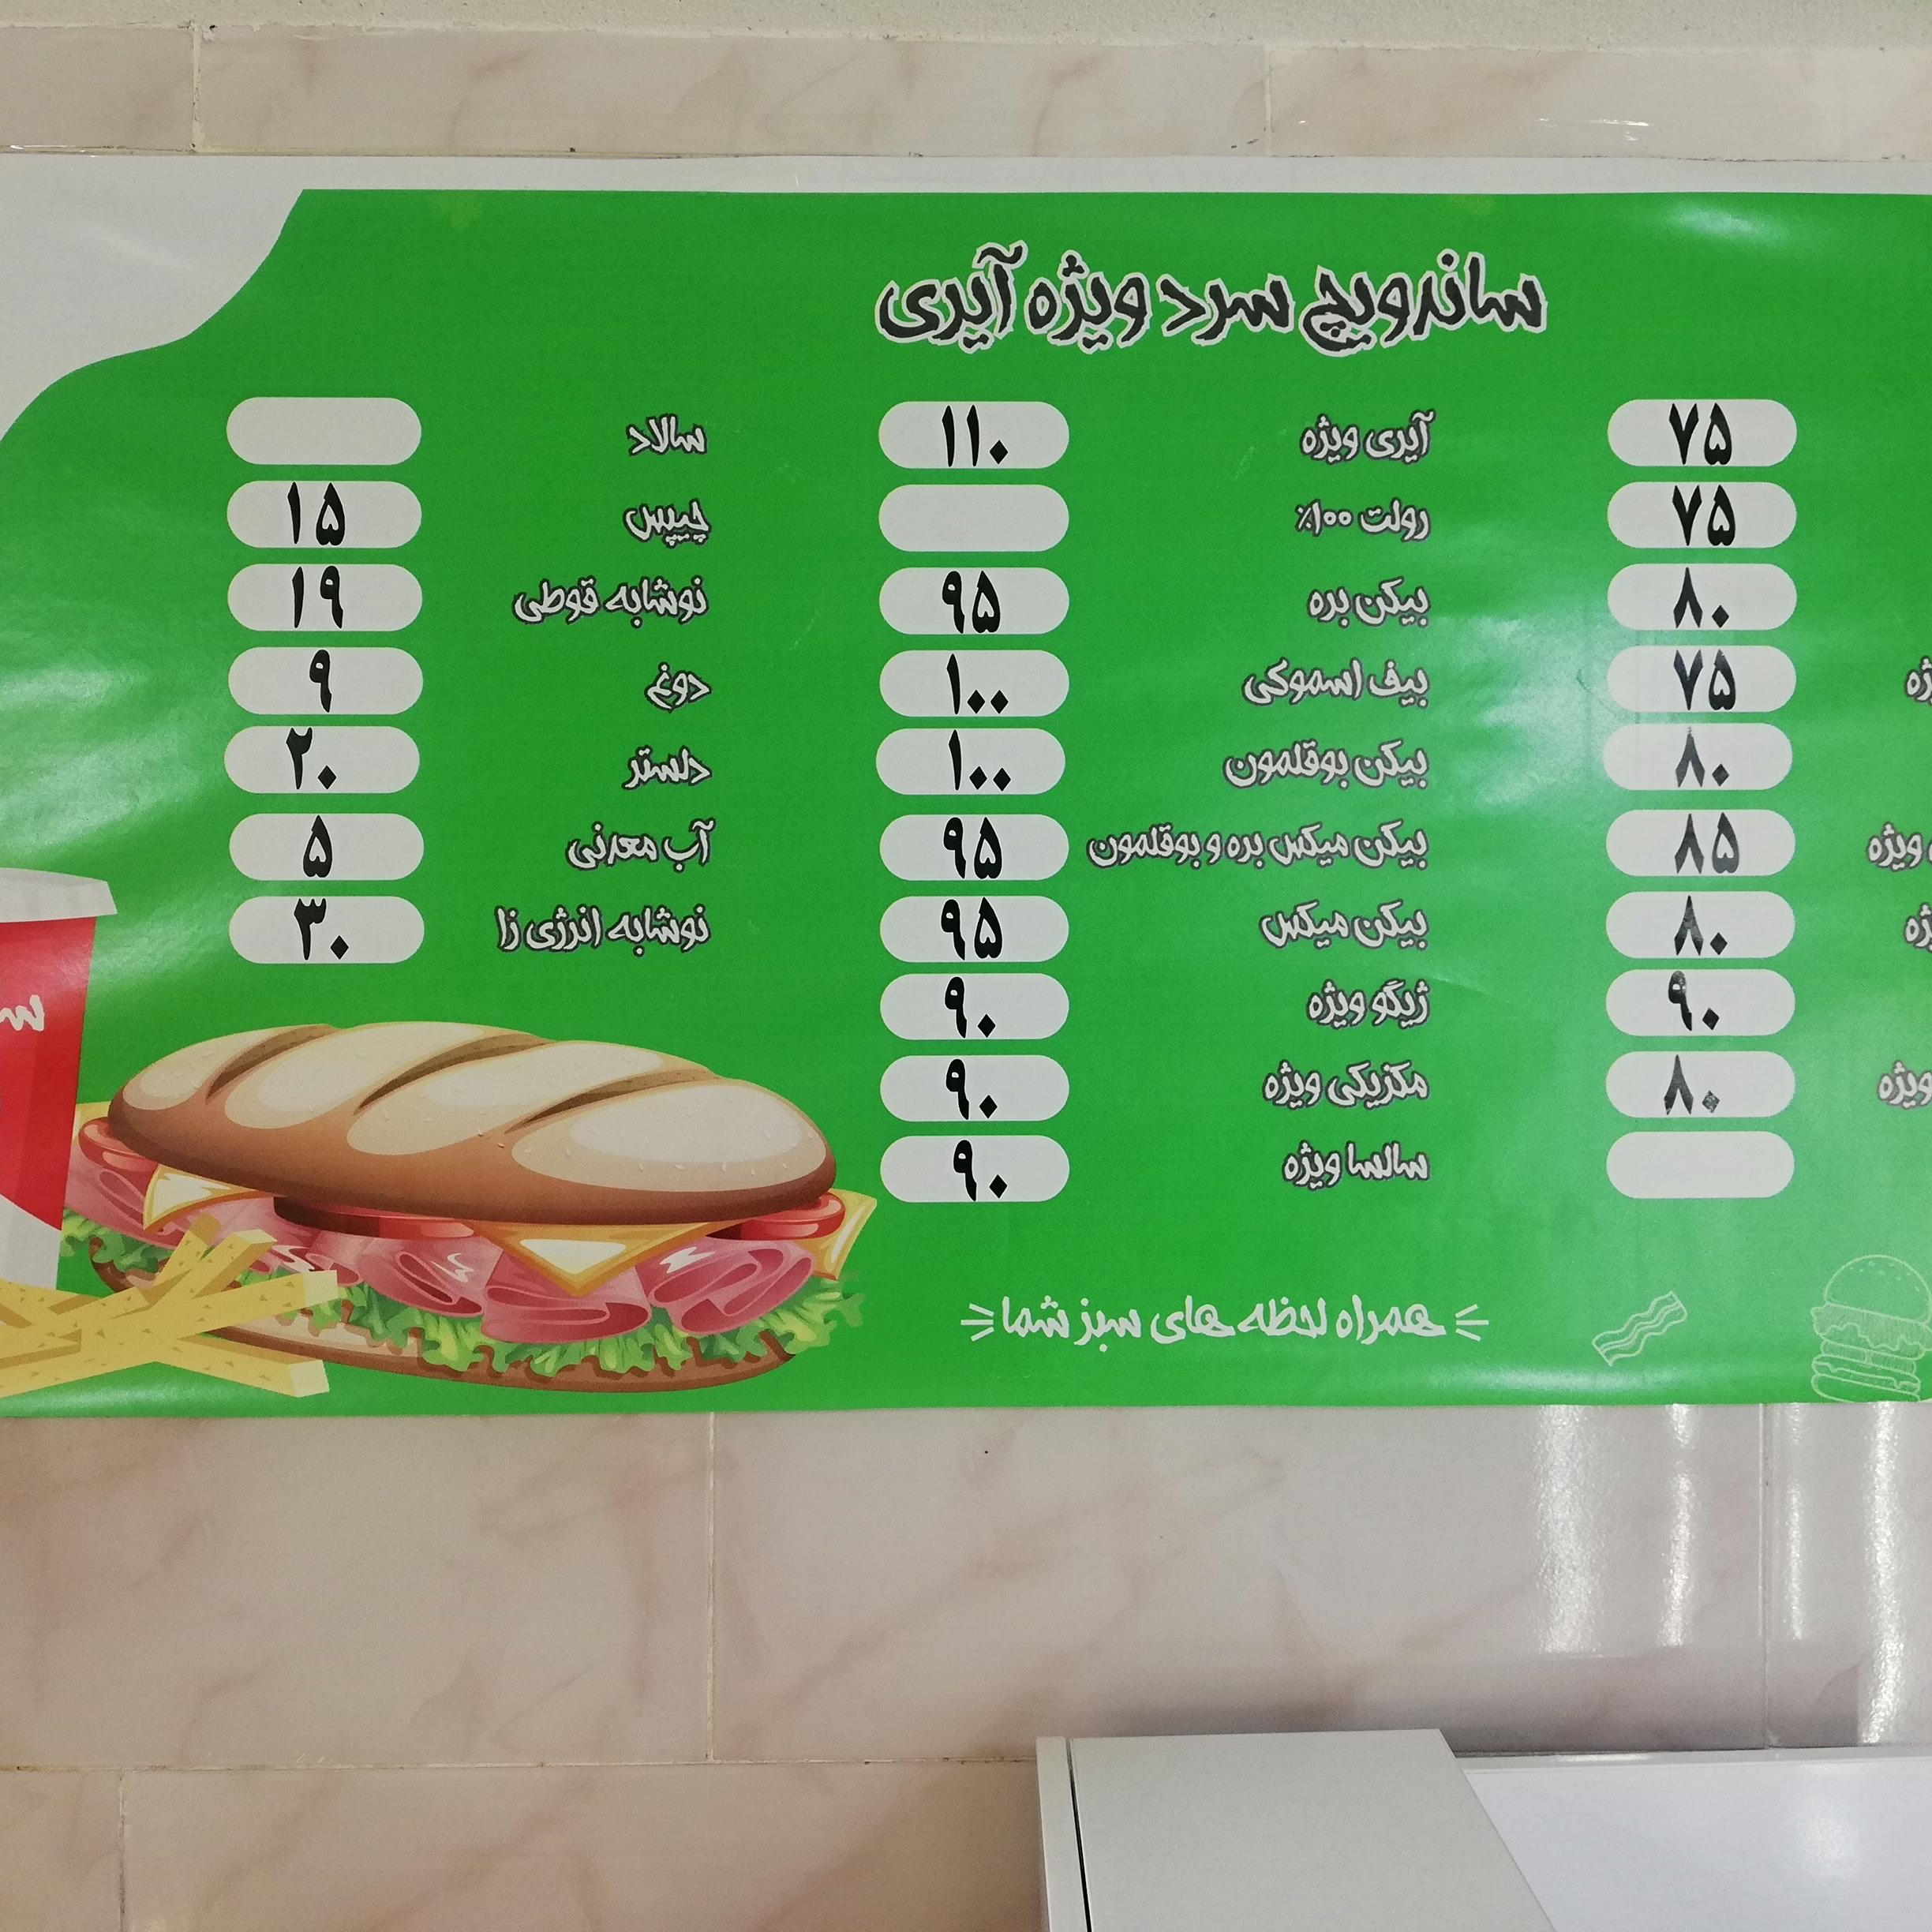 ساندویچ سرد ویژه آیری
۷۵
۷۵
۸۰
۷۵
۸۰
ویژه ۸۵
۸۰
۹۰
ویژه ۸۰
آیری ویژه ۱۱۰
رولت ۱۰۰٪
بیکن بره ۹۵
بیف اسموکی ۱۰۰
بیکن بوقلمون ۱۰۰
بیکن میکس بره و بوقلمون ۹۵
بیکن میکس ۹۵
ژیگو ویژه ۹۰
مکزیکی ویژه ۹۰
سالسا ویژه ۹۰
سالاد
چیپس ۱۵
نوشابه قوطی ۱۹
دوغ ۹
دلستر ۲۰
آب معدنی ۵
نوشابه انرژی زا ۳۰
همراه لحظه های سبز شما